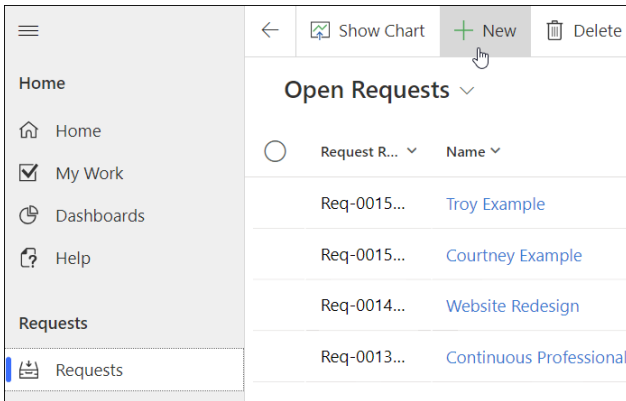 Show Chart New Delete
Home
Open Requests
Home
Request R... Name
My Work
Req-0015... Troy Example
Dashboards
Req-0015... Courtney Example
Help
Req-0014... Website Redesign
Requests
Req-0013... Continuous Professional
Requests